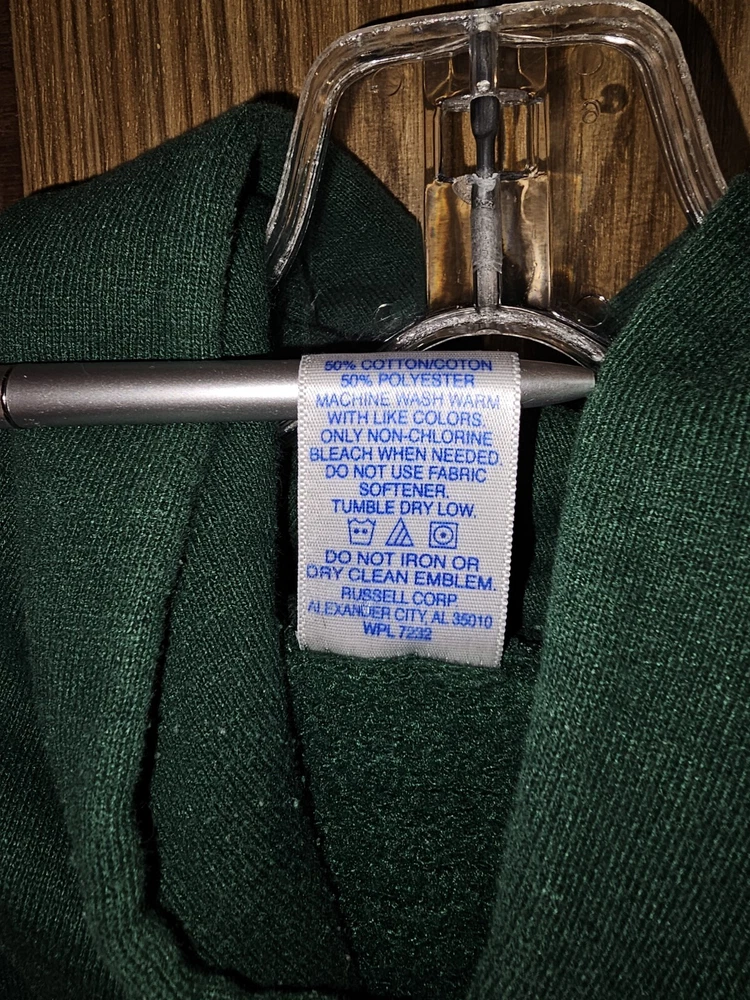 50% COTTON/COTON
50% POLYESTER
MACHINE WASH WARM
WITH LIKE COLORS.
ONLY NON-CHLORINE
BLEACH WHEN NEEDED.
DO NOT USE FABRIC
SOFTENER.
TUMBLE DRY LOW.
DO NOT IRON OR
DRY CLEAN EMBLEM.
RUSSELL CORP
ALEXANDER CITY, AL 35010
WPL 7232